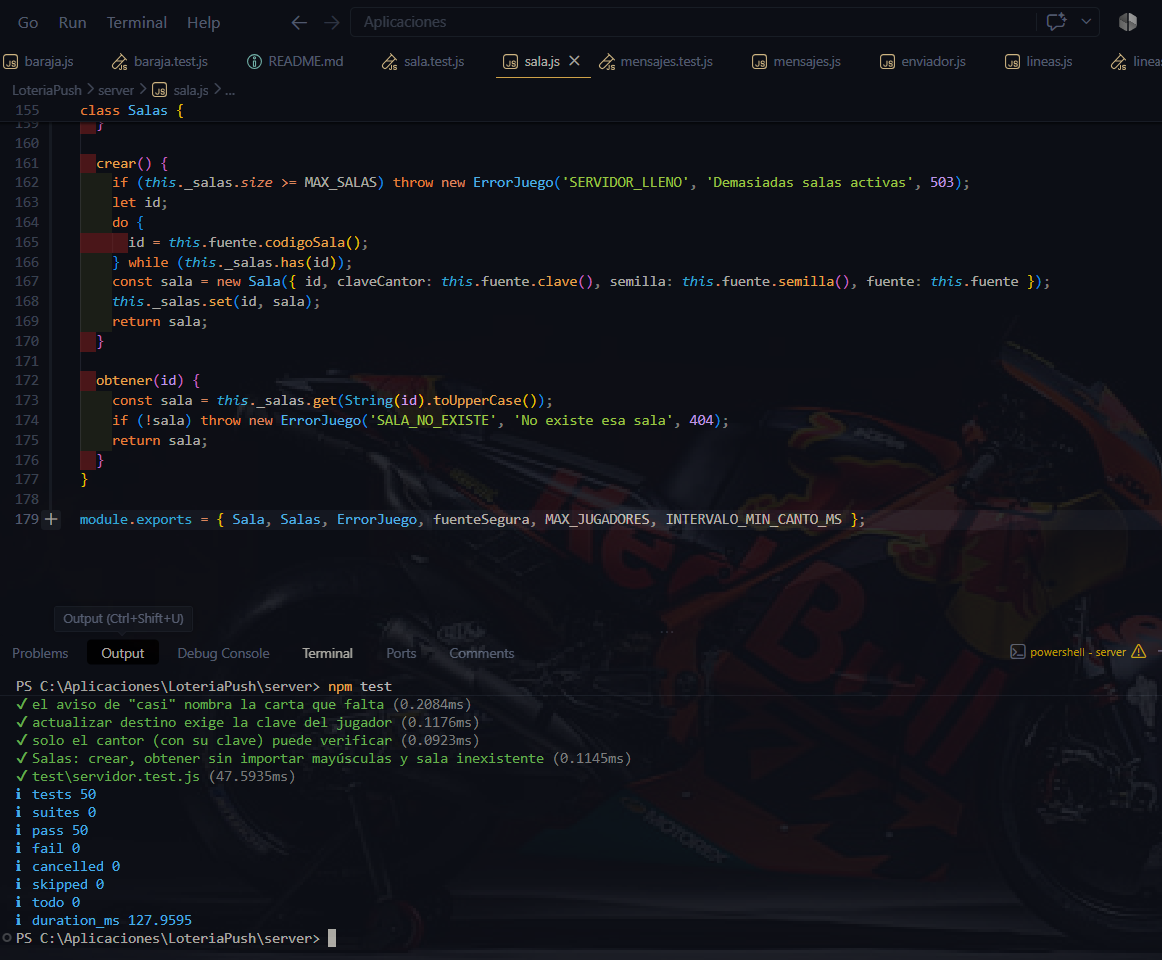 Go Run Terminal Help Aplicaciones
baraja.js baraja.test.js README.md sala.test.js sala.js mensajes.test.js mensajes.js enviador.js lineas.js
LoteriaPush > server > sala.js > ...
155 class Salas {
159 }
160
161 crear() {
162 if (this._salas.size >= MAX_SALAS) throw new ErrorJuego('SERVIDOR_LLENO', 'Demasiadas salas activas', 503);
163 let id;
164 do {
165 id = this.fuente.codigoSala();
166 } while (this._salas.has(id));
167 const sala = new Sala({ id, claveCantor: this.fuente.clave(), semilla: this.fuente.semilla(), fuente: this.fuente });
168 this._salas.set(id, sala);
169 return sala;
170 }
171
172 obtener(id) {
173 const sala = this._salas.get(String(id).toUpperCase());
174 if (!sala) throw new ErrorJuego('SALA_NO_EXISTE', 'No existe esa sala', 404);
175 return sala;
176 }
177 }
178
179 module.exports = { Sala, Salas, ErrorJuego, fuenteSegura, MAX_JUGADORES, INTERVALO_MIN_CANTO_MS };
Output (Ctrl+Shift+U)
Problems Output Debug Console Terminal Ports Comments powershell - server
PS C:\Aplicaciones\LoteriaPush\server> npm test
✓ el aviso de "casi" nombra la carta que falta (0.2084ms)
✓ actualizar destino exige la clave del jugador (0.1176ms)
✓ solo el cantor (con su clave) puede verificar (0.0923ms)
✓ Salas: crear, obtener sin importar mayúsculas y sala inexistente (0.1145ms)
✓ test\servidor.test.js (47.5935ms)
ℹ tests 50
ℹ suites 0
ℹ pass 50
ℹ fail 0
ℹ cancelled 0
ℹ skipped 0
ℹ todo 0
ℹ duration_ms 127.9595
PS C:\Aplicaciones\LoteriaPush\server>
Red Bull
KTM
MOTOREX